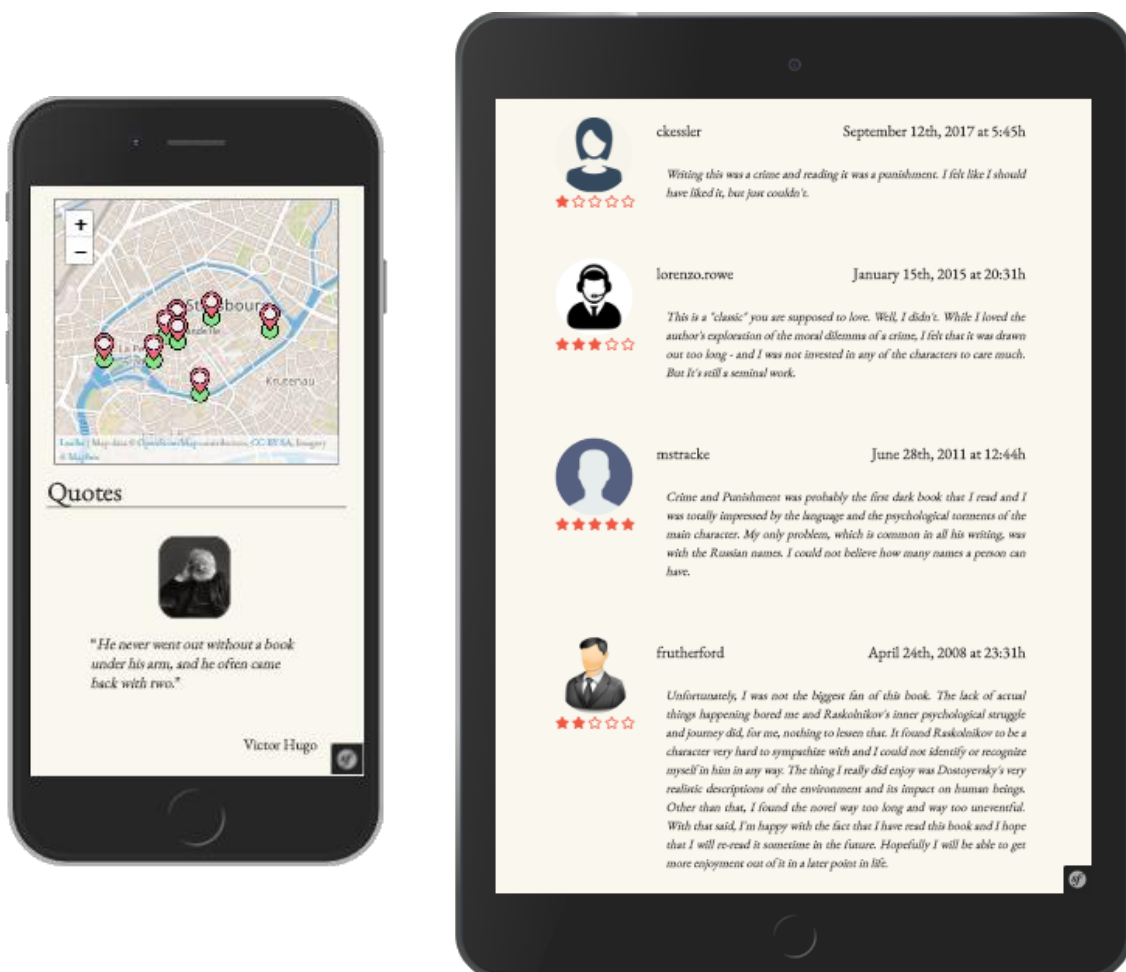 +
−
Strasbourg
Krutenau
Leaflet | Map data © OpenStreetMap contributors, CC-BY-SA, Imagery
© Mapbox
Quotes
"He never went out without a book
under his arm, and he often came
back with two."
Victor Hugo
sf
ckessler September 12th, 2017 at 5:45h
Writing this was a crime and reading it was a punishment. I felt like I should
have liked it, but just couldn't.
lorenzo.rowe January 15th, 2015 at 20:31h
This is a "classic" you are supposed to love. Well, I didn't. While I loved the
author's exploration of the moral dilemma of a crime, I felt that it was drawn
out too long - and I was not invested in any of the characters to care much.
But It's still a seminal work.
mstracke June 28th, 2011 at 12:44h
Crime and Punishment was probably the first dark book that I read and I
was totally impressed by the language and the psychological torments of the
main character. My only problem, which is common in all his writing, was
with the Russian names. I could not believe how many names a person can
have.
frutherford April 24th, 2008 at 23:31h
Unfortunately, I was not the biggest fan of this book. The lack of actual
things happening bored me and Raskolnikov's inner psychological struggle
and journey did, for me, nothing to lessen that. It found Raskolnikov to be a
character very hard to sympathize with and I could not identify or recognize
myself in him in any way. The thing I really did enjoy was Dostoyevsky's very
realistic descriptions of the environment and its impact on human beings.
Other than that, I found the novel way too long and way too uneventful.
With that said, I'm happy with the fact that I have read this book and I hope
that I will re-read it sometime in the future. Hopefully I will be able to get
more enjoyment out of it in a later point in life.
sf